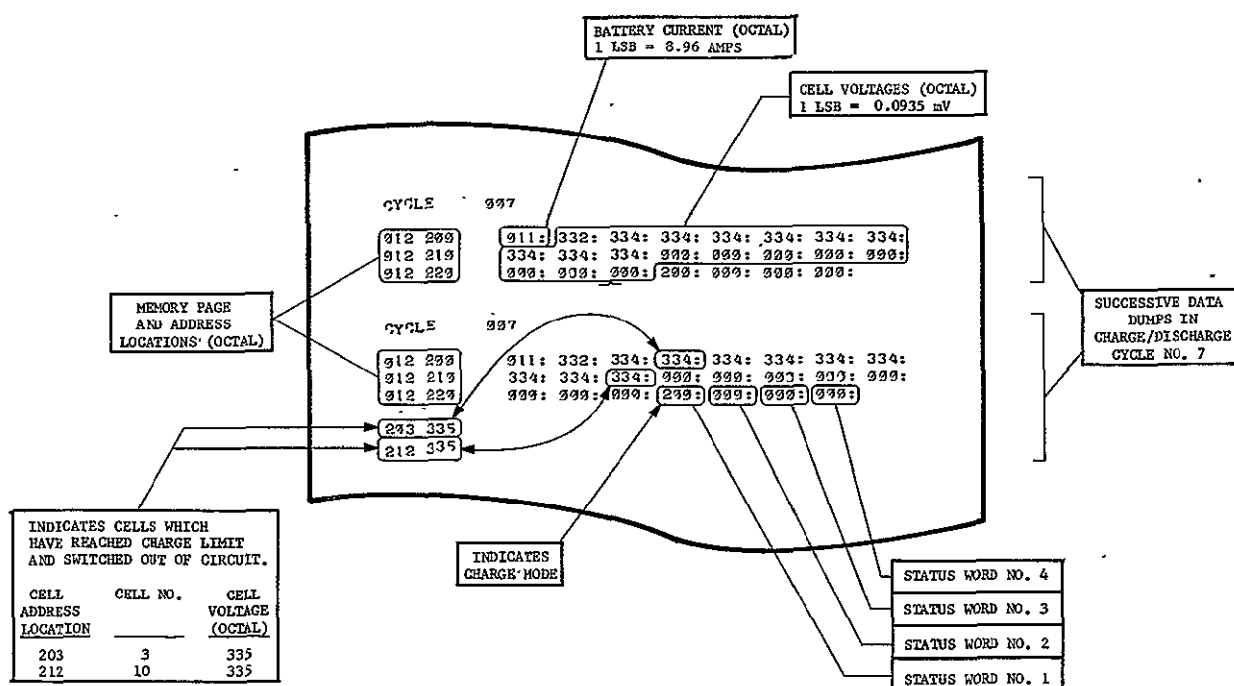 BATTERY CURRENT (OCTAL)
1 LSB = 8.96 AMPS
CELL VOLTAGES (OCTAL)
1 LSB = 0.0935 mV
CYCLE 007
012 200 011: 332: 334: 334: 334: 334: 334: 334:
012 210 334: 334: 334: 000: 000: 000: 000: 000:
012 220 000: 000: 000: 200: 000: 000: 000:
MEMORY PAGE
AND ADDRESS
LOCATIONS (OCTAL)
SUCCESSIVE DATA
DUMPS IN
CHARGE/DISCHARGE
CYCLE NO. 7
CYCLE 007
012 200 011: 332: 334: 334: 334: 334: 334: 334:
012 210 334: 334: 334: 000: 000: 000: 000: 000:
012 220 000: 000: 000: 200: 000: 000: 000:
203 335
212 335
INDICATES CELLS WHICH
HAVE REACHED CHARGE LIMIT
AND SWITCHED OUT OF CIRCUIT.
CELL CELL NO. CELL
ADDRESS VOLTAGE
LOCATION (OCTAL)
203 3 335
212 10 335
INDICATES
CHARGE MODE
STATUS WORD NO. 4
STATUS WORD NO. 3
STATUS WORD NO. 2
STATUS WORD NO. 1